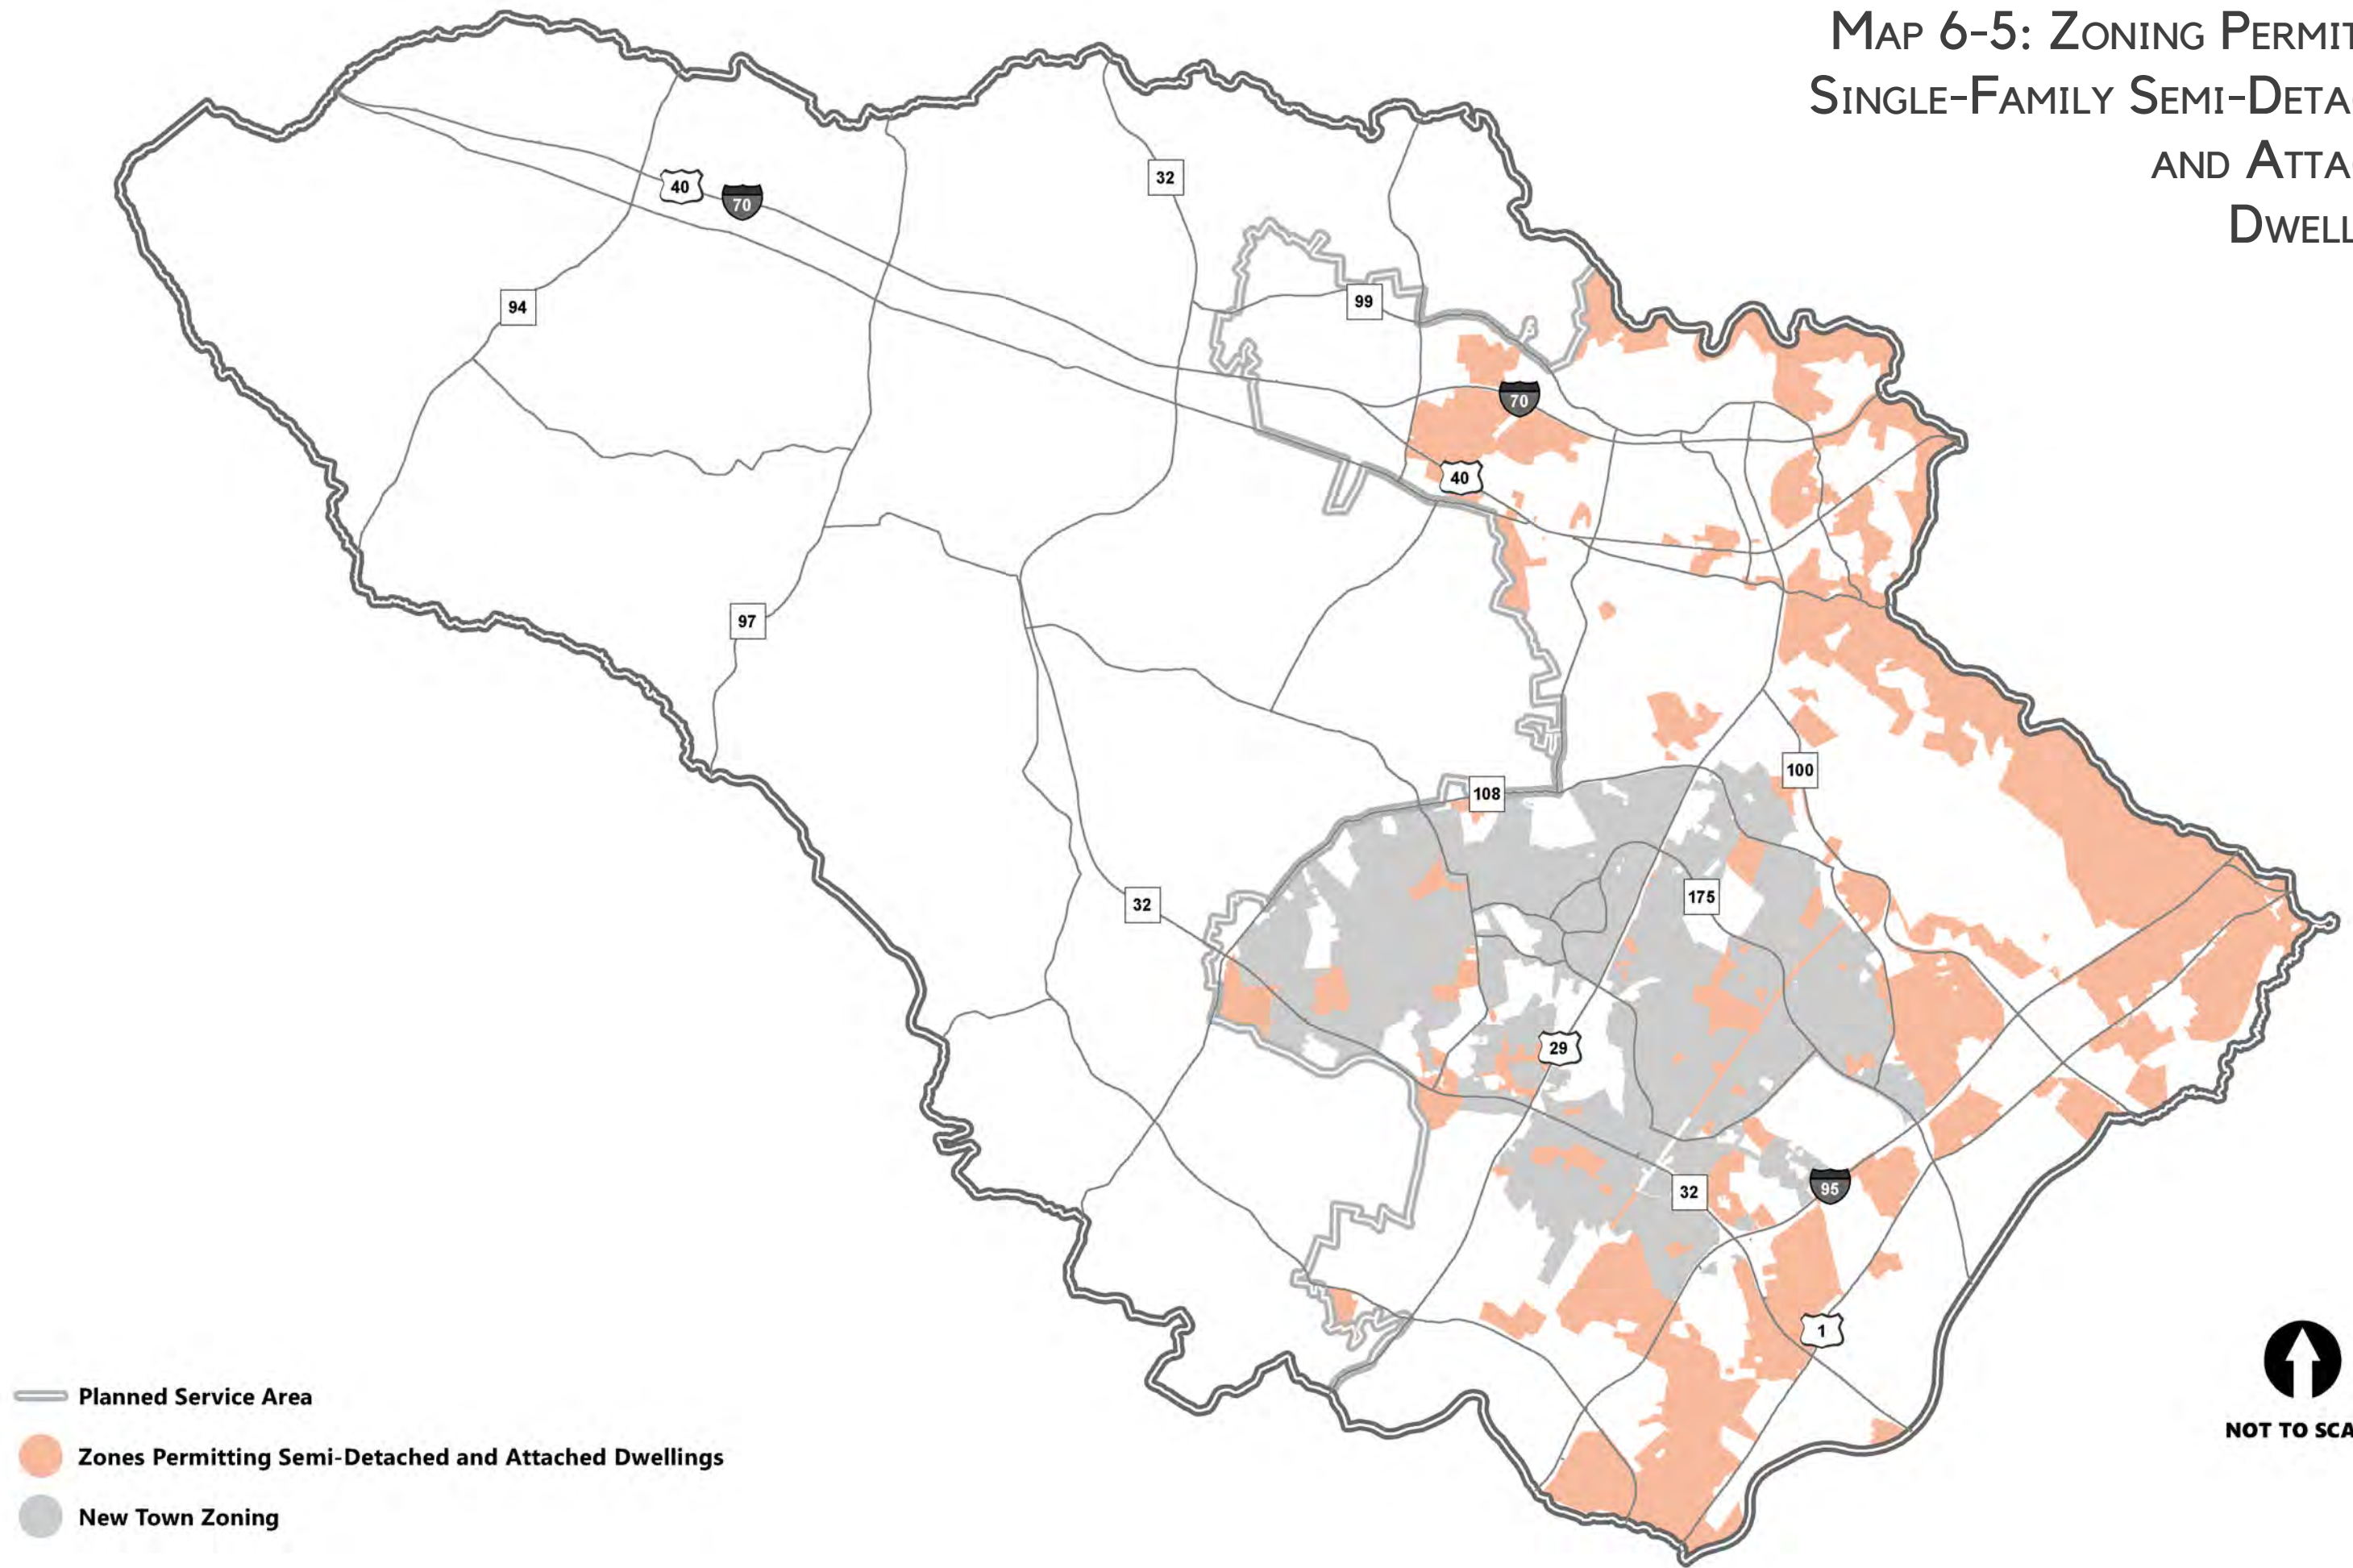 MAP 6-5: ZONING PERMIT
SINGLE-FAMILY SEMI-DETA
AND ATTA
DWELL
40
70
32
94
99
70
40
97
108
100
175
32
29
32
95
1
Planned Service Area
Zones Permitting Semi-Detached and Attached Dwellings
New Town Zoning
NOT TO SCA